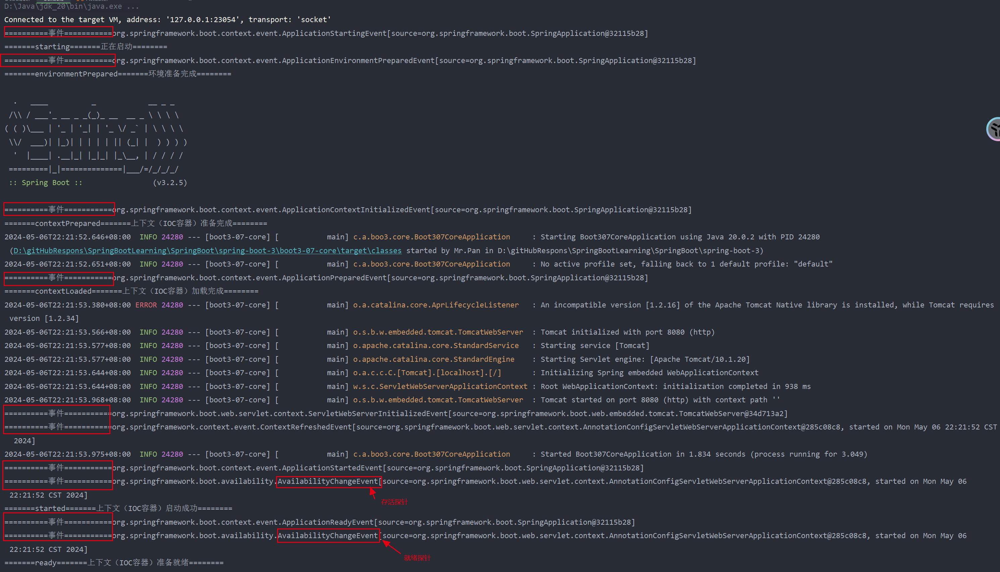 D:\Java\jdk_20\bin\java.exe ...
Connected to the target VM, address: '127.0.0.1:23054', transport: 'socket'
==========事件===========org.springframework.boot.context.event.ApplicationStartingEvent[source=org.springframework.boot.SpringApplication@32115b28]
=======starting=======正在启动========
==========事件===========org.springframework.boot.context.event.ApplicationEnvironmentPreparedEvent[source=org.springframework.boot.SpringApplication@32115b28]
=======environmentPrepared=======环境准备完成========
  .   ____          _            __ _ _
 /\\ / ___'_ __ _ _(_)_ __  __ _ \ \ \ \
( ( )\___ | '_ | '_| | '_ \/ _` | \ \ \ \
 \\/  ___)| |_)| | | | | || (_| |  ) ) ) )
  '  |____| .__|_| |_|_| |_\__, | / / / /
 =========|_|==============|___/=/_/_/_/
 :: Spring Boot ::                (v3.2.5)
==========事件===========org.springframework.boot.context.event.ApplicationContextInitializedEvent[source=org.springframework.boot.SpringApplication@32115b28]
=======contextPrepared=======上下文（IOC容器）准备完成========
2024-05-06T22:21:52.646+08:00  INFO 24280 --- [boot3-07-core] [           main] c.a.boo3.core.Boot307CoreApplication     : Starting Boot307CoreApplication using Java 20.0.2 with PID 24280
(D:\gitHubRespons\SpringBootLearning\SpringBoot\spring-boot-3\boot3-07-core\target\classes started by Mr.Pan in D:\gitHubRespons\SpringBootLearning\SpringBoot\spring-boot-3)
2024-05-06T22:21:52.651+08:00  INFO 24280 --- [boot3-07-core] [           main] c.a.boo3.core.Boot307CoreApplication     : No active profile set, falling back to 1 default profile: "default"
==========事件===========org.springframework.boot.context.event.ApplicationPreparedEvent[source=org.springframework.boot.SpringApplication@32115b28]
=======contextLoaded=======上下文（IOC容器）加载完成========
2024-05-06T22:21:53.380+08:00 ERROR 24280 --- [boot3-07-core] [           main] o.a.catalina.core.AprLifecycleListener   : An incompatible version [1.2.16] of the Apache Tomcat Native library is installed, while Tomcat requires
version [1.2.34]
2024-05-06T22:21:53.566+08:00  INFO 24280 --- [boot3-07-core] [           main] o.s.b.w.embedded.tomcat.TomcatWebServer  : Tomcat initialized with port 8080 (http)
2024-05-06T22:21:53.577+08:00  INFO 24280 --- [boot3-07-core] [           main] o.apache.catalina.core.StandardService   : Starting service [Tomcat]
2024-05-06T22:21:53.577+08:00  INFO 24280 --- [boot3-07-core] [           main] o.apache.catalina.core.StandardEngine    : Starting Servlet engine: [Apache Tomcat/10.1.20]
2024-05-06T22:21:53.644+08:00  INFO 24280 --- [boot3-07-core] [           main] o.a.c.c.C.[Tomcat].[localhost].[/]       : Initializing Spring embedded WebApplicationContext
2024-05-06T22:21:53.644+08:00  INFO 24280 --- [boot3-07-core] [           main] w.s.c.ServletWebServerApplicationContext : Root WebApplicationContext: initialization completed in 938 ms
2024-05-06T22:21:53.968+08:00  INFO 24280 --- [boot3-07-core] [           main] o.s.b.w.embedded.tomcat.TomcatWebServer  : Tomcat started on port 8080 (http) with context path ''
==========事件===========org.springframework.boot.web.servlet.context.ServletWebServerInitializedEvent[source=org.springframework.boot.web.embedded.tomcat.TomcatWebServer@34d713a2]
==========事件===========org.springframework.context.event.ContextRefreshedEvent[source=org.springframework.boot.web.servlet.context.AnnotationConfigServletWebServerApplicationContext@285c08c8, started on Mon May 06 22:21:52 CST
2024]
2024-05-06T22:21:53.975+08:00  INFO 24280 --- [boot3-07-core] [           main] c.a.boo3.core.Boot307CoreApplication     : Started Boot307CoreApplication in 1.834 seconds (process running for 3.049)
==========事件===========org.springframework.boot.context.event.ApplicationStartedEvent[source=org.springframework.boot.SpringApplication@32115b28]
==========事件===========org.springframework.boot.availability.AvailabilityChangeEvent[source=org.springframework.boot.web.servlet.context.AnnotationConfigServletWebServerApplicationContext@285c08c8, started on Mon May 06
22:21:52 CST 2024]
存活探针
=======started=======上下文（IOC容器）启动成功========
==========事件===========org.springframework.boot.context.event.ApplicationReadyEvent[source=org.springframework.boot.SpringApplication@32115b28]
==========事件===========org.springframework.boot.availability.AvailabilityChangeEvent[source=org.springframework.boot.web.servlet.context.AnnotationConfigServletWebServerApplicationContext@285c08c8, started on Mon May 06
22:21:52 CST 2024]
就绪探针
=======ready=======上下文（IOC容器）准备就绪========